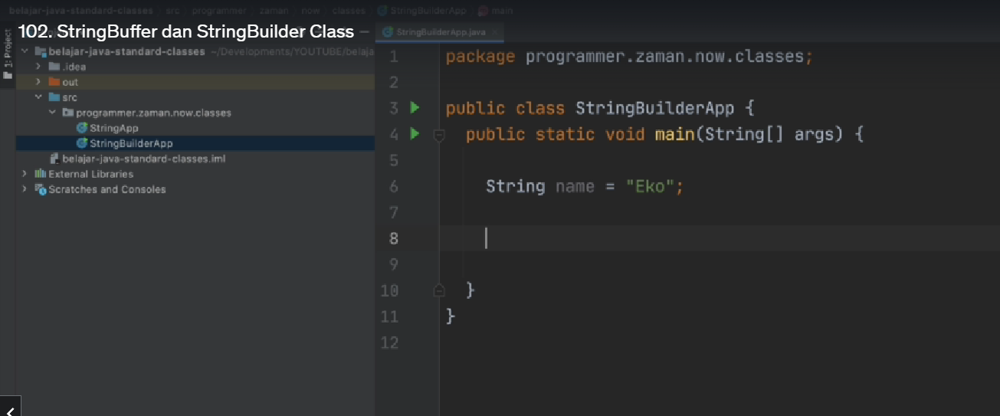 belajar-java-standard-classes src programmer zaman now classes StringBuilderApp main
102. StringBuffer dan StringBuilder Class
StringBuilderApp.java
1: Project
belajar-java-standard-classes ~/Developments/YOUTUBE/belaja
.idea
out
src
programmer.zaman.now.classes
StringApp
StringBuilderApp
belajar-java-standard-classes.iml
External Libraries
Scratches and Consoles
1 package programmer.zaman.now.classes;
2
3 public class StringBuilderApp {
4 public static void main(String[] args) {
5
6 String name = "Eko";
7
8
9
10 }
11 }
12